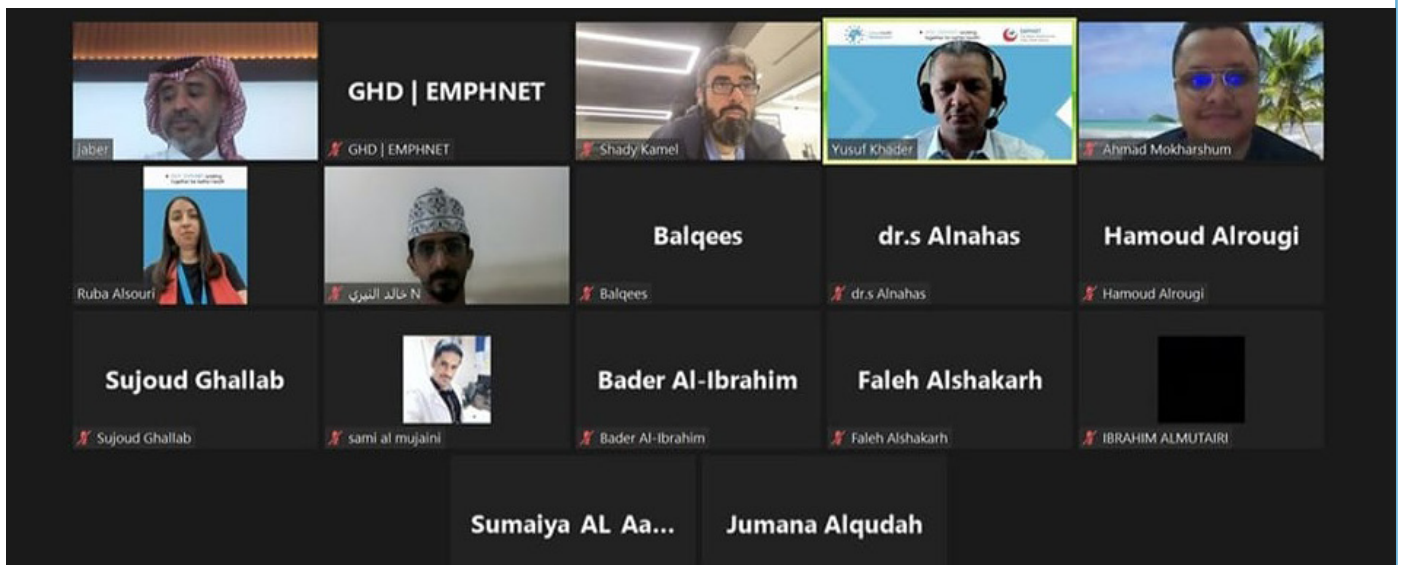 jaber
GHD | EMPHNET
GHD | EMPHNET
Shady Kamel
Yusuf Khader
Ahmad Mokharshum
Ruba Alsouri
خالد النيري N
Balqees
Balqees
dr.s Alnahas
dr.s Alnahas
Hamoud Alrougi
Hamoud Alrougi
Sujoud Ghallab
Sujoud Ghallab
sami al mujaini
Bader Al-Ibrahim
Bader Al-Ibrahim
Faleh Alshakarh
Faleh Alshakarh
IBRAHIM ALMUTAIRI
Sumaiya AL Aa...
Jumana Alqudah